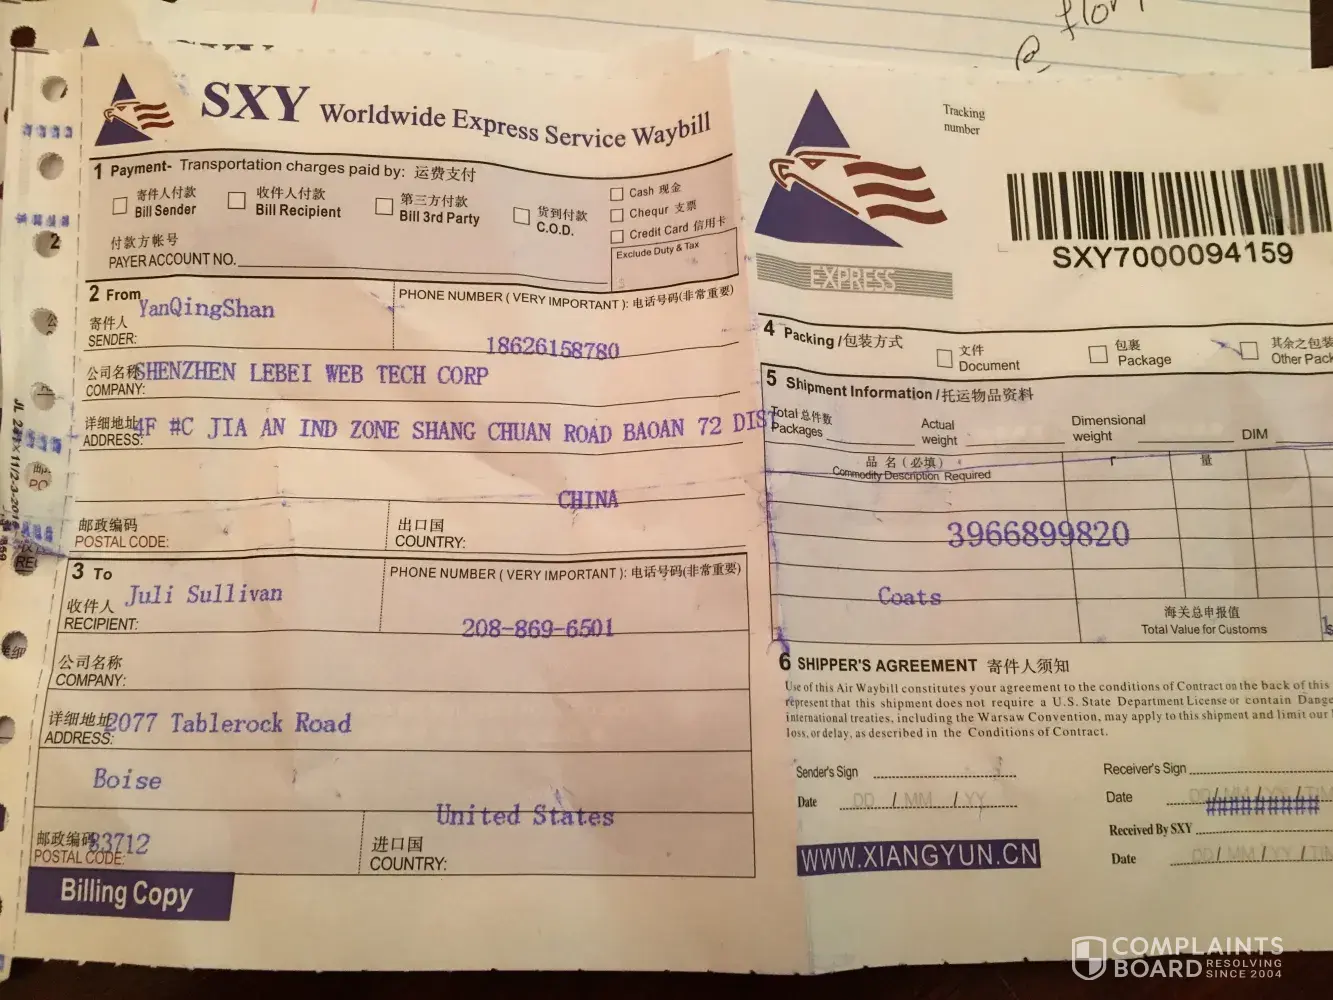 @ flor
SXY Worldwide Express Service Waybill
1 Payment- Transportation charges paid by: 运费支付
寄件人付款 Bill Sender
收件人付款 Bill Recipient
第三方付款 Bill 3rd Party
货到付款 C.O.D.
Cash 现金
Chequr 支票
Credit Card 信用卡
付款方帐号
PAYER ACCOUNT NO.
Exclude Duty & Tax
$
2 From YanQingShan
寄件人
SENDER:
PHONE NUMBER ( VERY IMPORTANT ): 电话号码(非常重要)
18626158780
公司名称 SHENZHEN LEBEI WEB TECH CORP
COMPANY:
详细地址 4F #C JIA AN IND ZONE SHANG CHUAN ROAD BAOAN 72 DIST
ADDRESS:
CHINA
邮政编码
POSTAL CODE:
出口国
COUNTRY:
3 To
Juli Sullivan
收件人
RECIPIENT:
PHONE NUMBER ( VERY IMPORTANT ): 电话号码(非常重要)
208-869-6501
公司名称
COMPANY:
详细地址 2077 Tablerock Road
ADDRESS:
Boise
United States
邮政编码 83712
POSTAL CODE:
进口国
COUNTRY:
Billing Copy
EXPRESS
Tracking
number
SXY7000094159
4 Packing /包装方式
文件
Document
包裹
Package
其余之包装
Other Pack
5 Shipment Information /托运物品资料
Total 总件数
Packages
Actual
weight
Dimensional
weight
DIM
品 名 ( 必填 )
Commodity Description Required
量
3966899820
Coats
海关总申报值
Total Value for Customs
6 SHIPPER'S AGREEMENT 寄件人须知
Use of this Air Waybill constitutes your agreement to the conditions of Contract on the back of this
represent that this shipment does not require a U.S. State Department License or contain Dange
international treaties, including the Warsaw Convention, may apply to this shipment and limit our
loss, or delay, as described in the Conditions of Contract.
Sender's Sign
Date DD / MM / YY
Receiver's Sign
Date DD / MM / YY / TIM
##########
Received By SXY
Date DD / MM / YY / TIM
WWW.XIANGYUN.CN
COMPLAINTS
BOARD RESOLVING
SINCE 2004